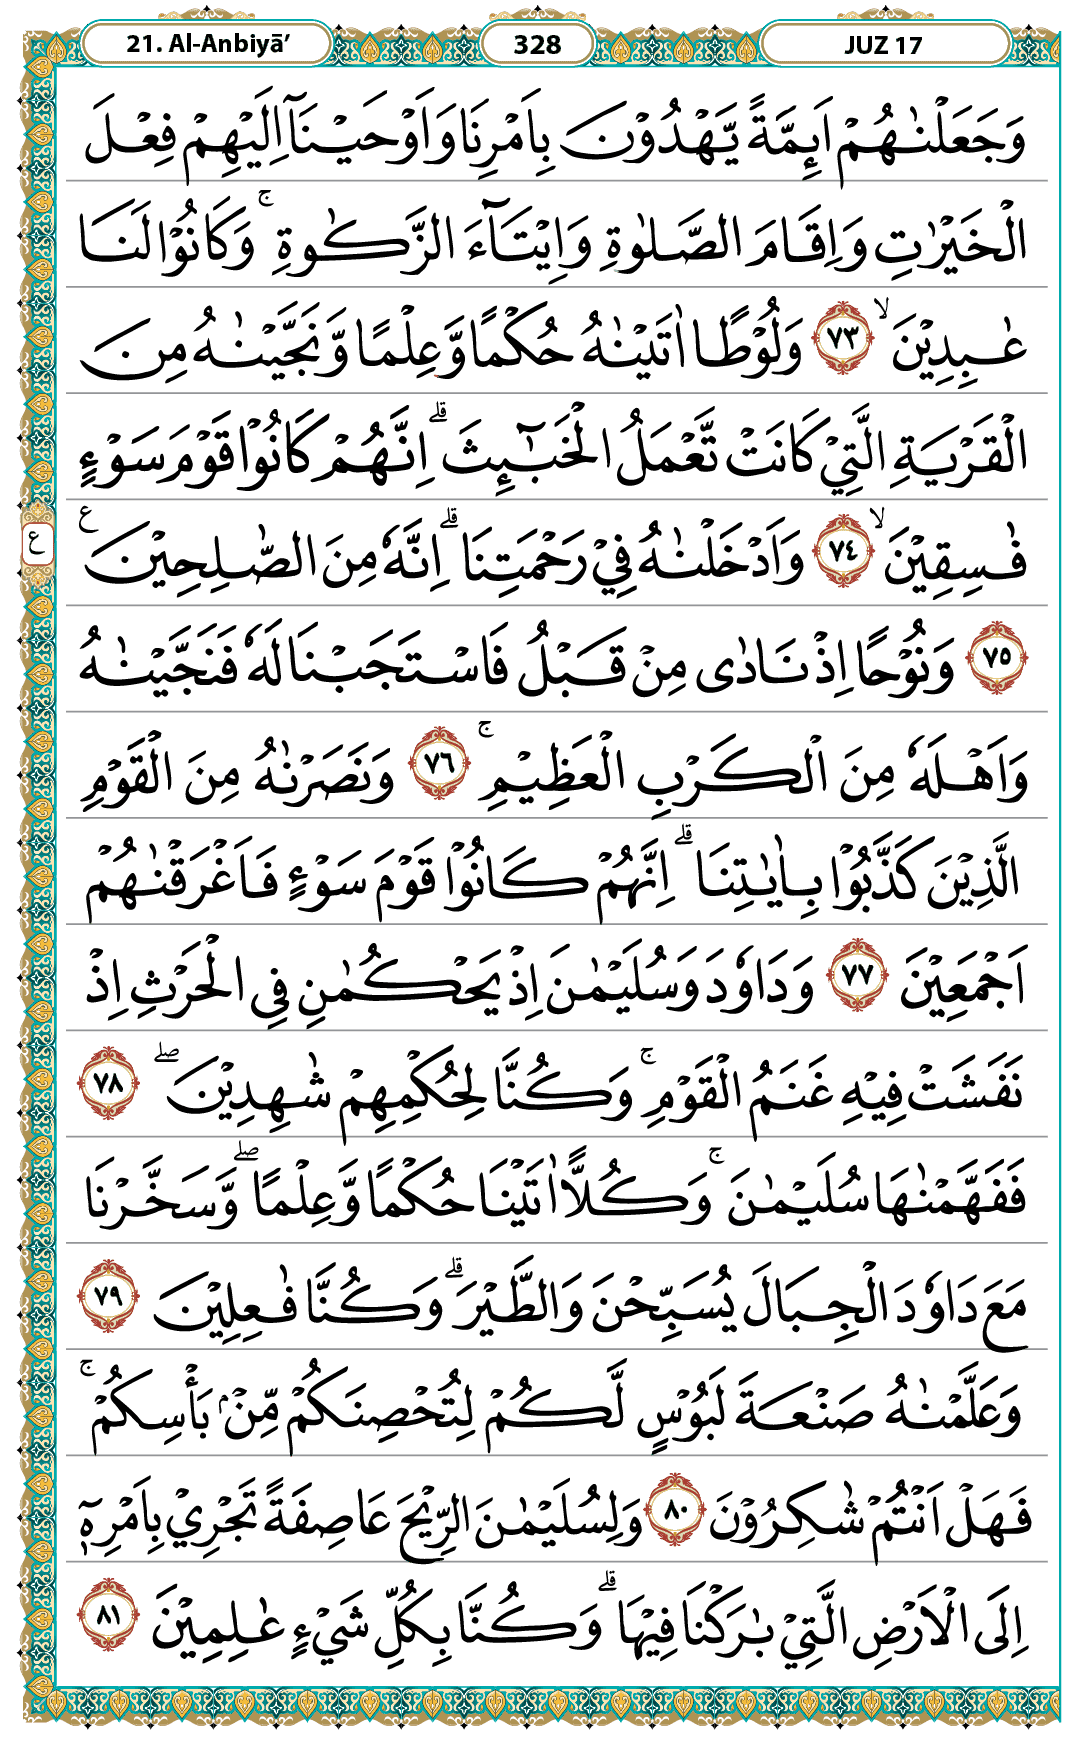 21. Al-Anbiyā’ 328 JUZ 17
وَجَعَلْنٰهُمْ اَىِٕمَّةً يَّهْدُوْنَ بِاَمْرِنَا وَاَوْحَيْنَآ اِلَيْهِمْ فِعْلَ
الْخَيْرٰتِ وَاِقَامَ الصَّلٰوةِ وَاِيْتَاۤءَ الزَّكٰوةِۚ وَكَانُوْا لَنَا
عٰبِدِيْنَ ۙ ٧٣ وَلُوْطًا اٰتَيْنٰهُ حُكْمًا وَّعِلْمًا وَّنَجَّيْنٰهُ مِنَ
الْقَرْيَةِ الَّتِيْ كَانَتْ تَّعْمَلُ الْخَبٰۤىِٕثَ ۗ اِنَّهُمْ كَانُوْا قَوْمَ سَوْءٍ
فٰسِقِيْنَ ۙ ٧٤ وَاَدْخَلْنٰهُ فِيْ رَحْمَتِنَا ۗ اِنَّهٗ مِنَ الصّٰلِحِيْنَ ࣖ
ع
٧٥ وَنُوْحًا اِذْ نَادٰى مِنْ قَبْلُ فَاسْتَجَبْنَا لَهٗ فَنَجَّيْنٰهُ
وَاَهْلَهٗ مِنَ الْكَرْبِ الْعَظِيْمِ ۚ ٧٦ وَنَصَرْنٰهُ مِنَ الْقَوْمِ
الَّذِيْنَ كَذَّبُوْا بِاٰيٰتِنَا ۗ اِنَّهُمْ كَانُوْا قَوْمَ سَوْءٍ فَاَغْرَقْنٰهُمْ
اَجْمَعِيْنَ ٧٧ وَدَاوٗدَ وَسُلَيْمٰنَ اِذْ يَحْكُمٰنِ فِى الْحَرْثِ اِذْ
نَفَشَتْ فِيْهِ غَنَمُ الْقَوْمِۚ وَكُنَّا لِحُكْمِهِمْ شٰهِدِيْنَ ۖ ٧٨
فَفَهَّمْنٰهَا سُلَيْمٰنَۚ وَكُلًّا اٰتَيْنَا حُكْمًا وَّعِلْمًاۖ وَّسَخَّرْنَا
مَعَ دَاوٗدَ الْجِبَالَ يُسَبِّحْنَ وَالطَّيْرَۗ وَكُنَّا فٰعِلِيْنَ ٧٩
وَعَلَّمْنٰهُ صَنْعَةَ لَبُوْسٍ لَّكُمْ لِتُحْصِنَكُمْ مِّنْۢ بَأْسِكُمْۚ
فَهَلْ اَنْتُمْ شٰكِرُوْنَ ٨٠ وَلِسُلَيْمٰنَ الرِّيْحَ عَاصِفَةً تَجْرِيْ بِاَمْرِهٖٓ
اِلَى الْاَرْضِ الَّتِيْ بٰرَكْنَا فِيْهَاۗ وَكُنَّا بِكُلِّ شَيْءٍ عٰلِمِيْنَ ٨١